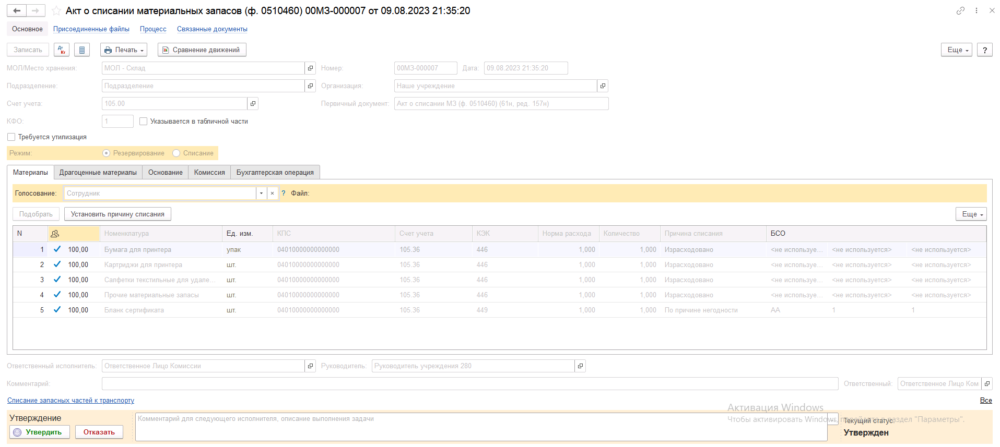 Акт о списании материальных запасов (ф. 0510460) 00МЗ-000007 от 09.08.2023 21:35:20
Основное Присоединенные файлы Процесс Связанные документы
Записать Дт Кт Печать Сравнение движений Еще ?
МОЛ/Место хранения: МОЛ - Склад Номер: 00МЗ-000007 Дата: 09.08.2023 21:35:20
Подразделение: Подразделение Организация: Наше учреждение
Счет учета: 105.00 Первичный документ: Акт о списании МЗ (ф. 0510460) (61н, ред. 157н)
КФО: 1 Указывается в табличной части
Требуется утилизация
Режим: Резервирование Списание
Материалы Драгоценные материалы Основание Комиссия Бухгалтерская операция
Голосование: Сотрудник ? Файл:
Подобрать Установить причину списания Еще
N Номенклатура Ед. изм. КПС Счет учета КЭК Норма расхода Количество Причина списания БСО
1 100,00 Бумага для принтера упак 04010000000000000 105.36 446 1,000 1,000 Израсходовано <не используе... <не используется> <не используется>
2 100,00 Картриджи для принтера шт. 04010000000000000 105.36 446 1,000 1,000 Израсходовано <не используе... <не используется> <не используется>
3 100,00 Салфетки текстильные для удале... шт. 04010000000000000 105.36 446 1,000 1,000 Израсходовано <не используе... <не используется> <не используется>
4 100,00 Прочие материальные запасы шт. 04010000000000000 105.36 446 1,000 1,000 Израсходовано <не используе... <не используется> <не используется>
5 100,00 Бланк сертификата шт. 04010000000000000 105.36 449 1,000 1,000 По причине негодности АА 1 1
Ответственный исполнитель: Ответственное Лицо Комиссии Руководитель: Руководитель учреждения 280
Комментарий: Ответственный: Ответственное Лицо Ком
Списание запасных частей к транспорту Все
Активация Windows
Чтобы активировать Windows, перейдите в раздел "Параметры".
Утверждение Комментарий для следующего исполнителя, описание выполнения задачи ... Текущий статус:
Утвердить Отказать Утвержден